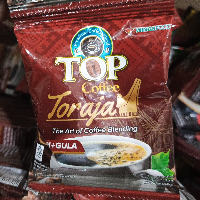 TOP
Coffee
Toraja
The Art of Coffee Blending
+GULA